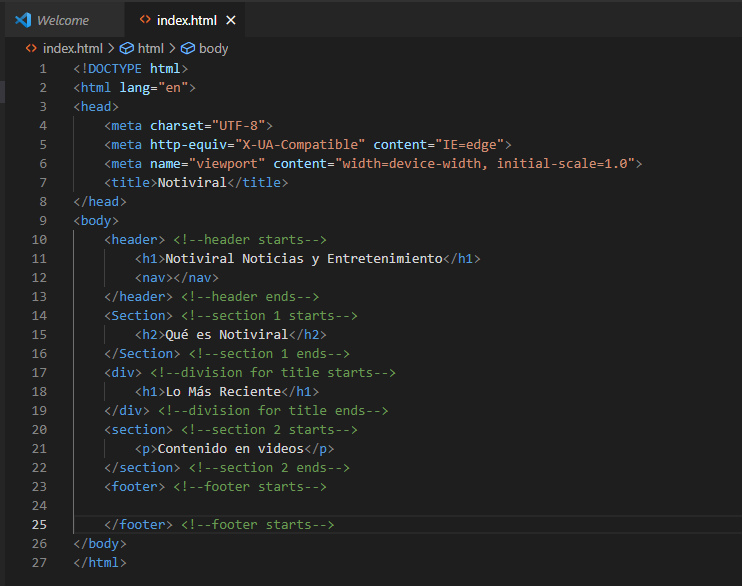 Welcome index.html
index.html > html > body
1 <!DOCTYPE html>
2 <html lang="en">
3 <head>
4 <meta charset="UTF-8">
5 <meta http-equiv="X-UA-Compatible" content="IE=edge">
6 <meta name="viewport" content="width=device-width, initial-scale=1.0">
7 <title>Notiviral</title>
8 </head>
9 <body>
10 <header> <!--header starts-->
11 <h1>Notiviral Noticias y Entretenimiento</h1>
12 <nav></nav>
13 </header> <!--header ends-->
14 <Section> <!--section 1 starts-->
15 <h2>Qué es Notiviral</h2>
16 </Section> <!--section 1 ends-->
17 <div> <!--division for title starts-->
18 <h1>Lo Más Reciente</h1>
19 </div> <!--division for title ends-->
20 <section> <!--section 2 starts-->
21 <p>Contenido en videos</p>
22 </section> <!--section 2 ends-->
23 <footer> <!--footer starts-->
24
25 </footer> <!--footer starts-->
26 </body>
27 </html>